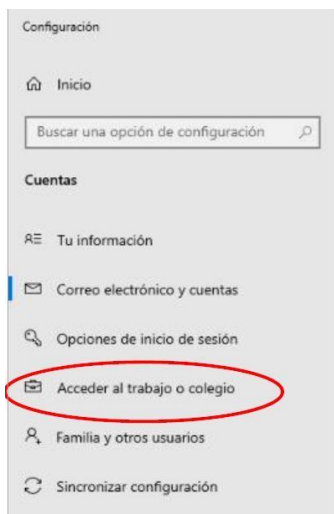 Configuración
Inicio
Buscar una opción de configuración
Cuentas
Tu información
Correo electrónico y cuentas
Opciones de inicio de sesión
Acceder al trabajo o colegio
Familia y otros usuarios
Sincronizar configuración